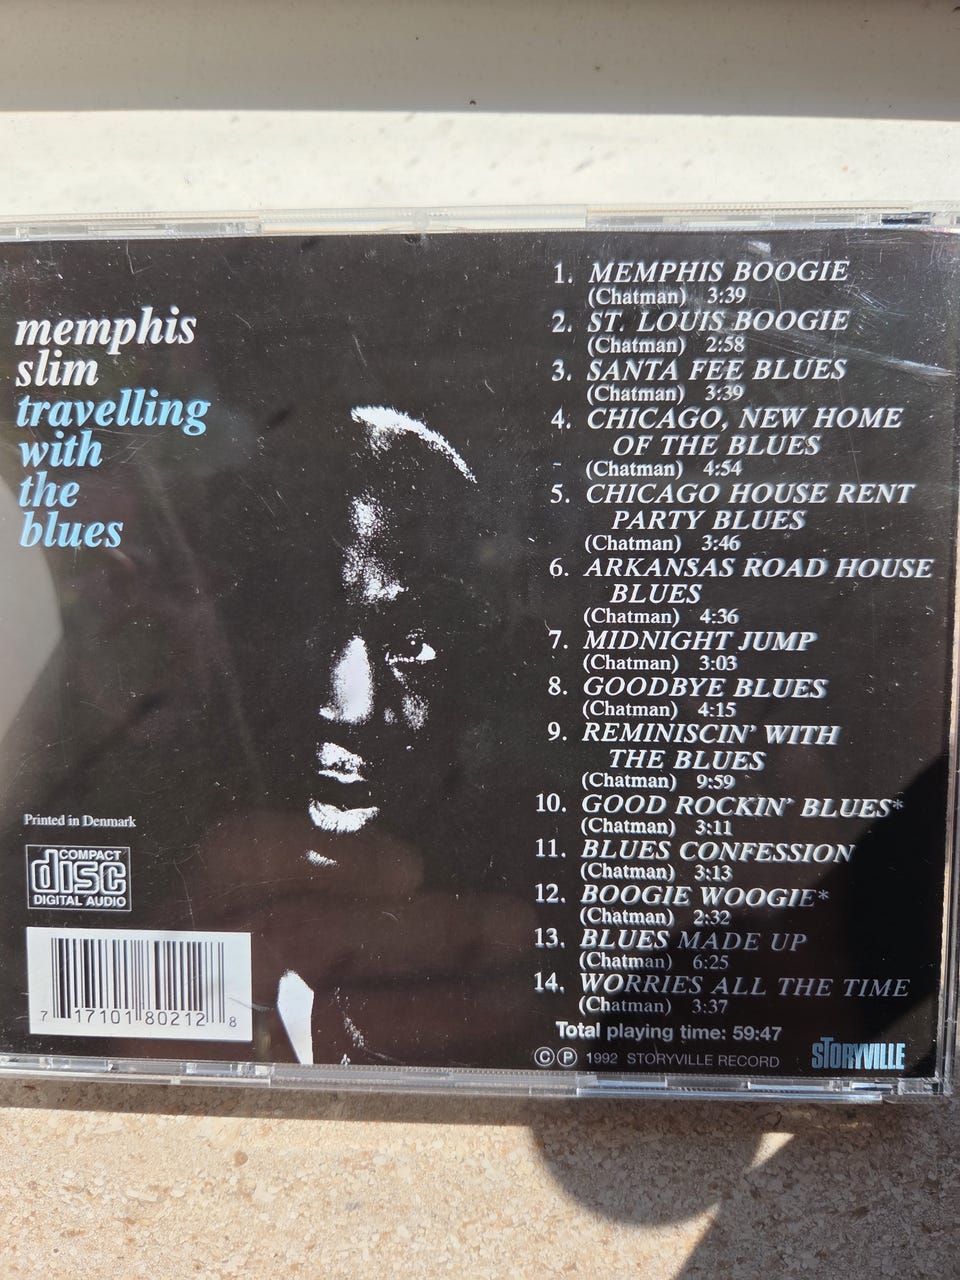 memphis
slim
travelling
with
the
blues
Printed in Denmark
COMPACT
disc
DIGITAL AUDIO
7 17101 80212 8
1. MEMPHIS BOOGIE
(Chatman) 3:39
2. ST. LOUIS BOOGIE
(Chatman) 2:58
3. SANTA FEE BLUES
(Chatman) 3:39
4. CHICAGO, NEW HOME
OF THE BLUES
(Chatman) 4:54
5. CHICAGO HOUSE RENT
PARTY BLUES
(Chatman) 3:46
6. ARKANSAS ROAD HOUSE
BLUES
(Chatman) 4:36
7. MIDNIGHT JUMP
(Chatman) 3:03
8. GOODBYE BLUES
(Chatman) 4:15
9. REMINISCIN' WITH
THE BLUES
(Chatman) 9:59
10. GOOD ROCKIN' BLUES*
(Chatman) 3:11
11. BLUES CONFESSION
(Chatman) 3:13
12. BOOGIE WOOGIE*
(Chatman) 2:32
13. BLUES MADE UP
(Chatman) 6:25
14. WORRIES ALL THE TIME
(Chatman) 3:37
Total playing time: 59:47
© ℗ 1992 STORYVILLE RECORD
STORYVILLE